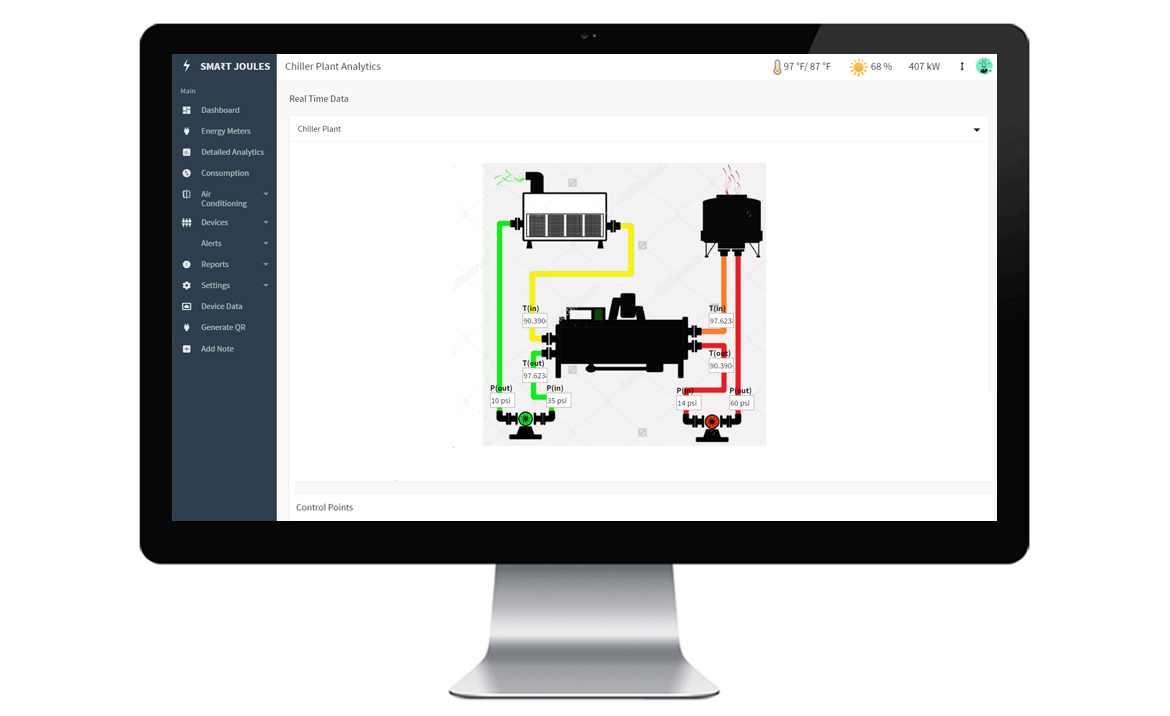 SMART JOULES
Chiller Plant Analytics
97 °F/ 87 °F
68 %
407 kW
Main
Dashboard
Energy Meters
Detailed Analytics
Consumption
Air
Conditioning
Devices
Alerts
Reports
Settings
Device Data
Generate QR
Add Note
Real Time Data
Chiller Plant
T(in)
90.390
T(in)
97.623
T(out)
90.390
T(out)
97.623
P(out)
10 psi
P(in)
35 psi
P(in)
14 psi
P(out)
60 psi
Control Points